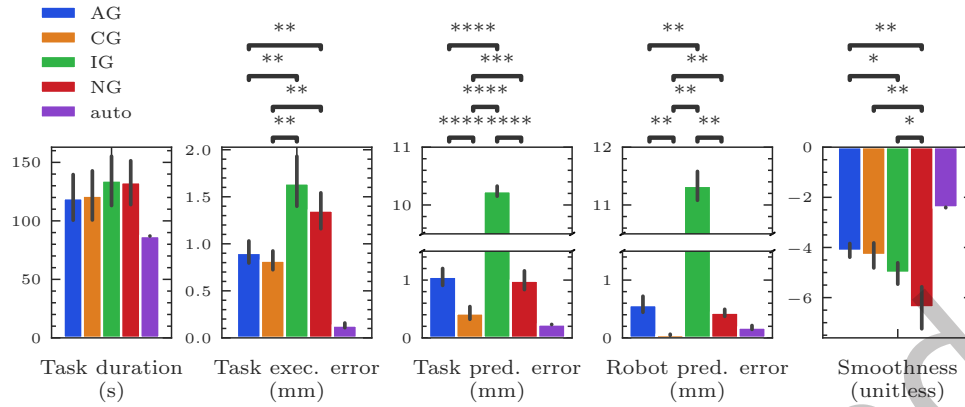 AG
CG
IG
NG
auto
** **** ** **
** *** ** *
** **** ** **
** **** **** ** ** *
150
100
50
0
2.0
1.5
1.0
0.5
0.0
11
10
1
0
12
11
1
0
0
−2
−4
−6
Task duration
(s)
Task exec. error
(mm)
Task pred. error
(mm)
Robot pred. error
(mm)
Smoothness
(unitless)